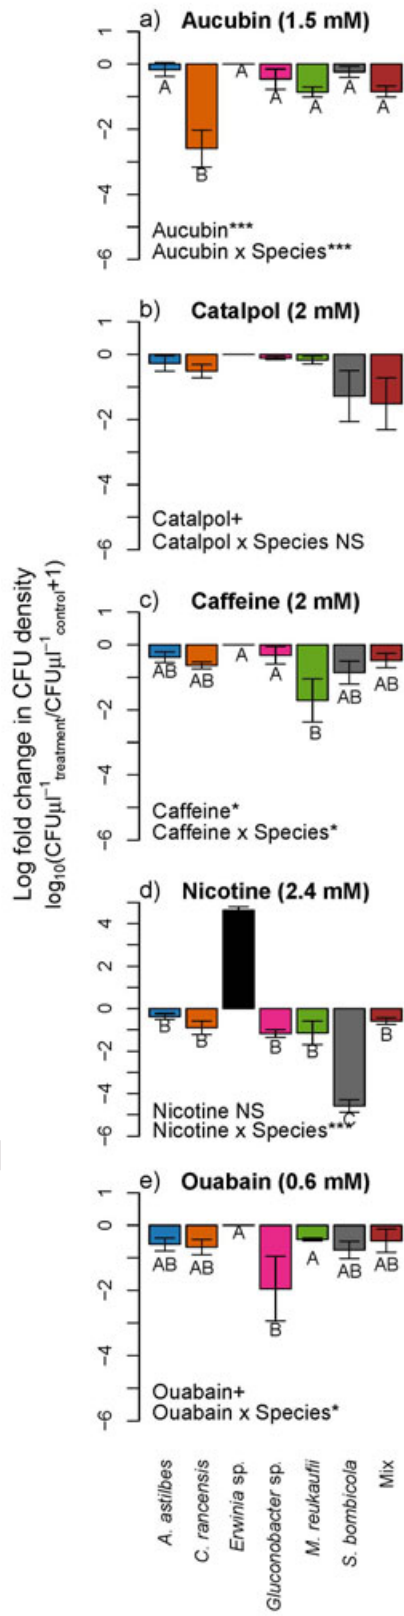 Log fold change in CFU density
log₁₀(CFUµl⁻¹treatment/CFUµl⁻¹control+1)
a) Aucubin (1.5 mM)
1
0
−2
−4
−6
A
B
A
A
A
A
A
Aucubin***
Aucubin x Species***
b) Catalpol (2 mM)
1
0
−2
−4
−6
Catalpol+
Catalpol x Species NS
c) Caffeine (2 mM)
1
0
−2
−4
−6
AB
AB
A
A
B
AB
AB
Caffeine*
Caffeine x Species*
d) Nicotine (2.4 mM)
4
2
0
−2
−4
−6
B
B
B
B
C
B
Nicotine NS
Nicotine x Species***
e) Ouabain (0.6 mM)
1
0
−2
−4
−6
AB
AB
A
B
A
AB
AB
Ouabain+
Ouabain x Species*
A. astilbes
C. rancensis
Erwinia sp.
Gluconobacter sp.
M. reukaufii
S. bombicola
Mix